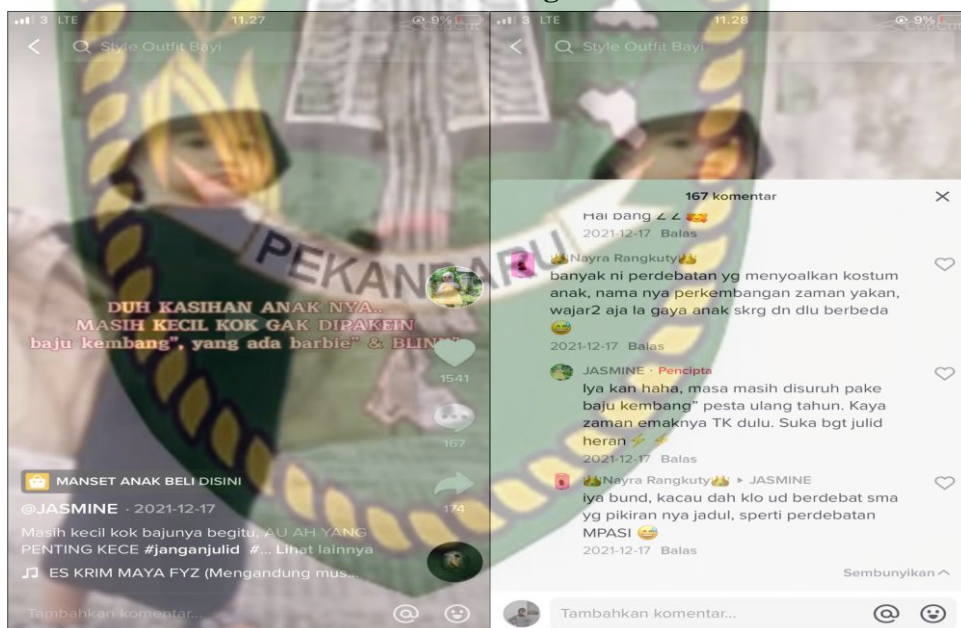 3 LTE
11.27
9%
CapCut
Style Outfit Bayi
PEKANBARU
DUH KASIHAN ANAK NYA..
MASIH KECIL KOK GAK DIPAKEIN
baju kembang", yang ada barbie" & BLINK"
1541
167
174
MANSET ANAK BELI DISINI
@JASMINE · 2021-12-17
Masih kecil kok bajunya begitu, AU AH YANG
PENTING KECE #janganjulid #... Lihat lainnya
ES KRIM MAYA FYZ (Mengandung mus...
Tambahkan komentar...
3 LTE
11.28
9%
CapCut
Style Outfit Bayi
167 komentar
Hai bang Z Z 🥰
2021-12-17 Balas
👑Nayra Rangkuty👑
banyak ni perdebatan yg menyoalkan kostum
anak, nama nya perkembangan zaman yakan,
wajar2 aja la gaya anak skrg dn dlu berbeda
😅
2021-12-17 Balas
JASMINE · Pencipta
Iya kan haha, masa masih disuruh pake
baju kembang" pesta ulang tahun. Kaya
zaman emaknya TK dulu. Suka bgt julid
heran ⚡ ⚡
2021-12-17 Balas
👑Nayra Rangkuty👑 ▸ JASMINE
iya bund, kacau dah klo ud berdebat sma
yg pikiran nya jadul, sperti perdebatan
MPASI 😅
2021-12-17 Balas
Sembunyikan
Tambahkan komentar...